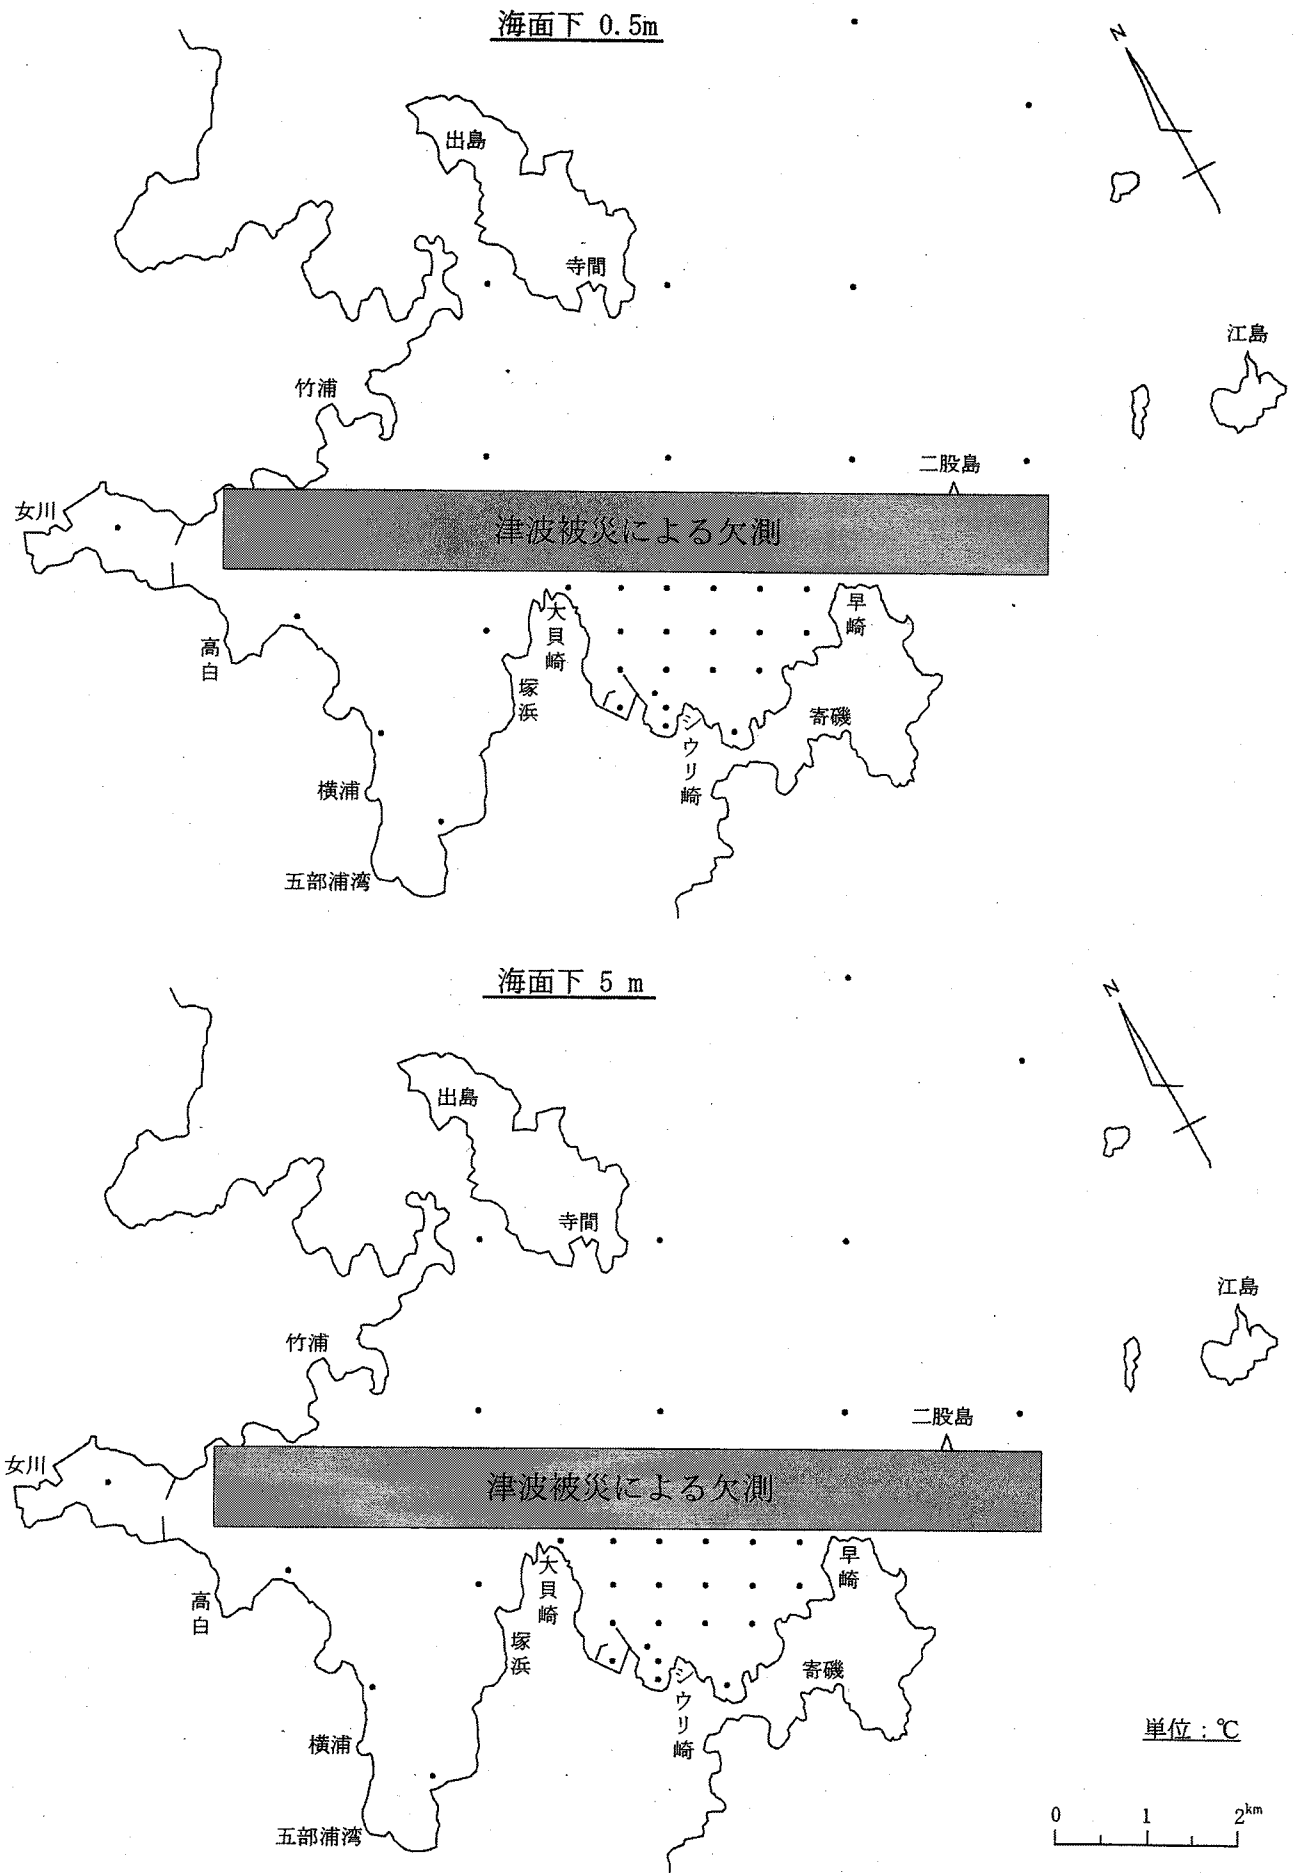 海面下 0.5m
N
出島
寺間
江島
竹浦
二股島
女川
津波被災による欠測
大貝崎
早崎
高白
塚浜
シウリ崎
寄磯
横浦
五部浦湾
海面下 5 m
N
出島
寺間
江島
竹浦
二股島
女川
津波被災による欠測
大貝崎
早崎
高白
塚浜
シウリ崎
寄磯
単位：℃
横浦
0 1 2km
五部浦湾